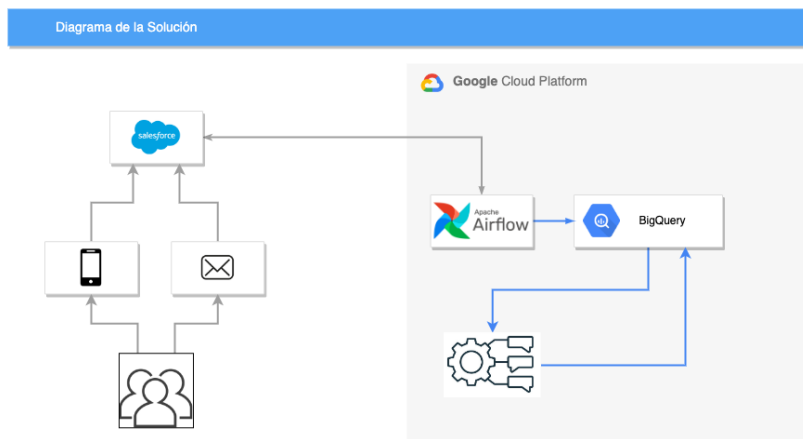 Diagrama de la Solución
Google Cloud Platform
salesforce
Apache
Airflow
BigQuery